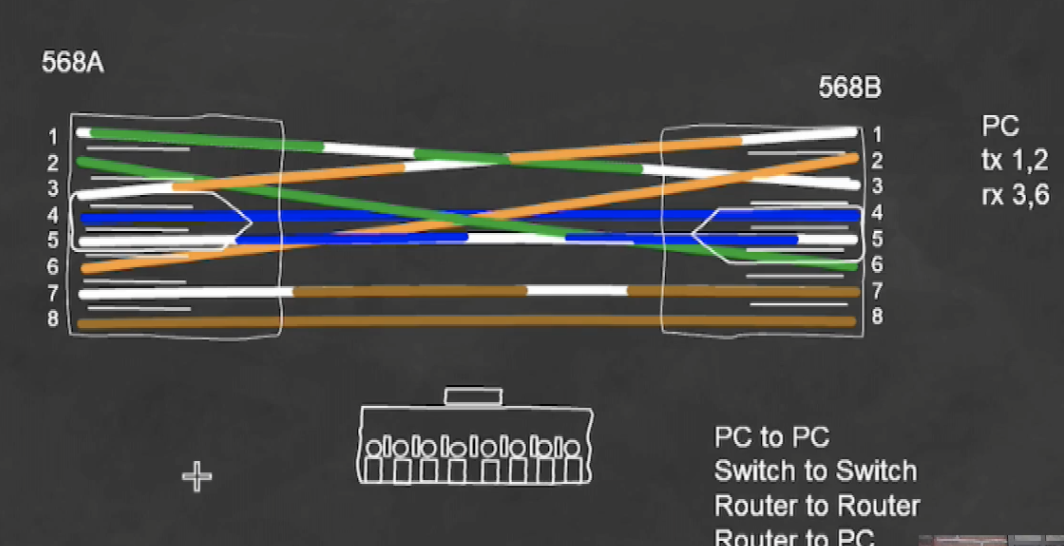 568A
568B
1
2
3
4
5
6
7
8
1
2
3
4
5
6
7
8
PC
tx 1,2
rx 3,6
PC to PC
Switch to Switch
Router to Router
Router to PC